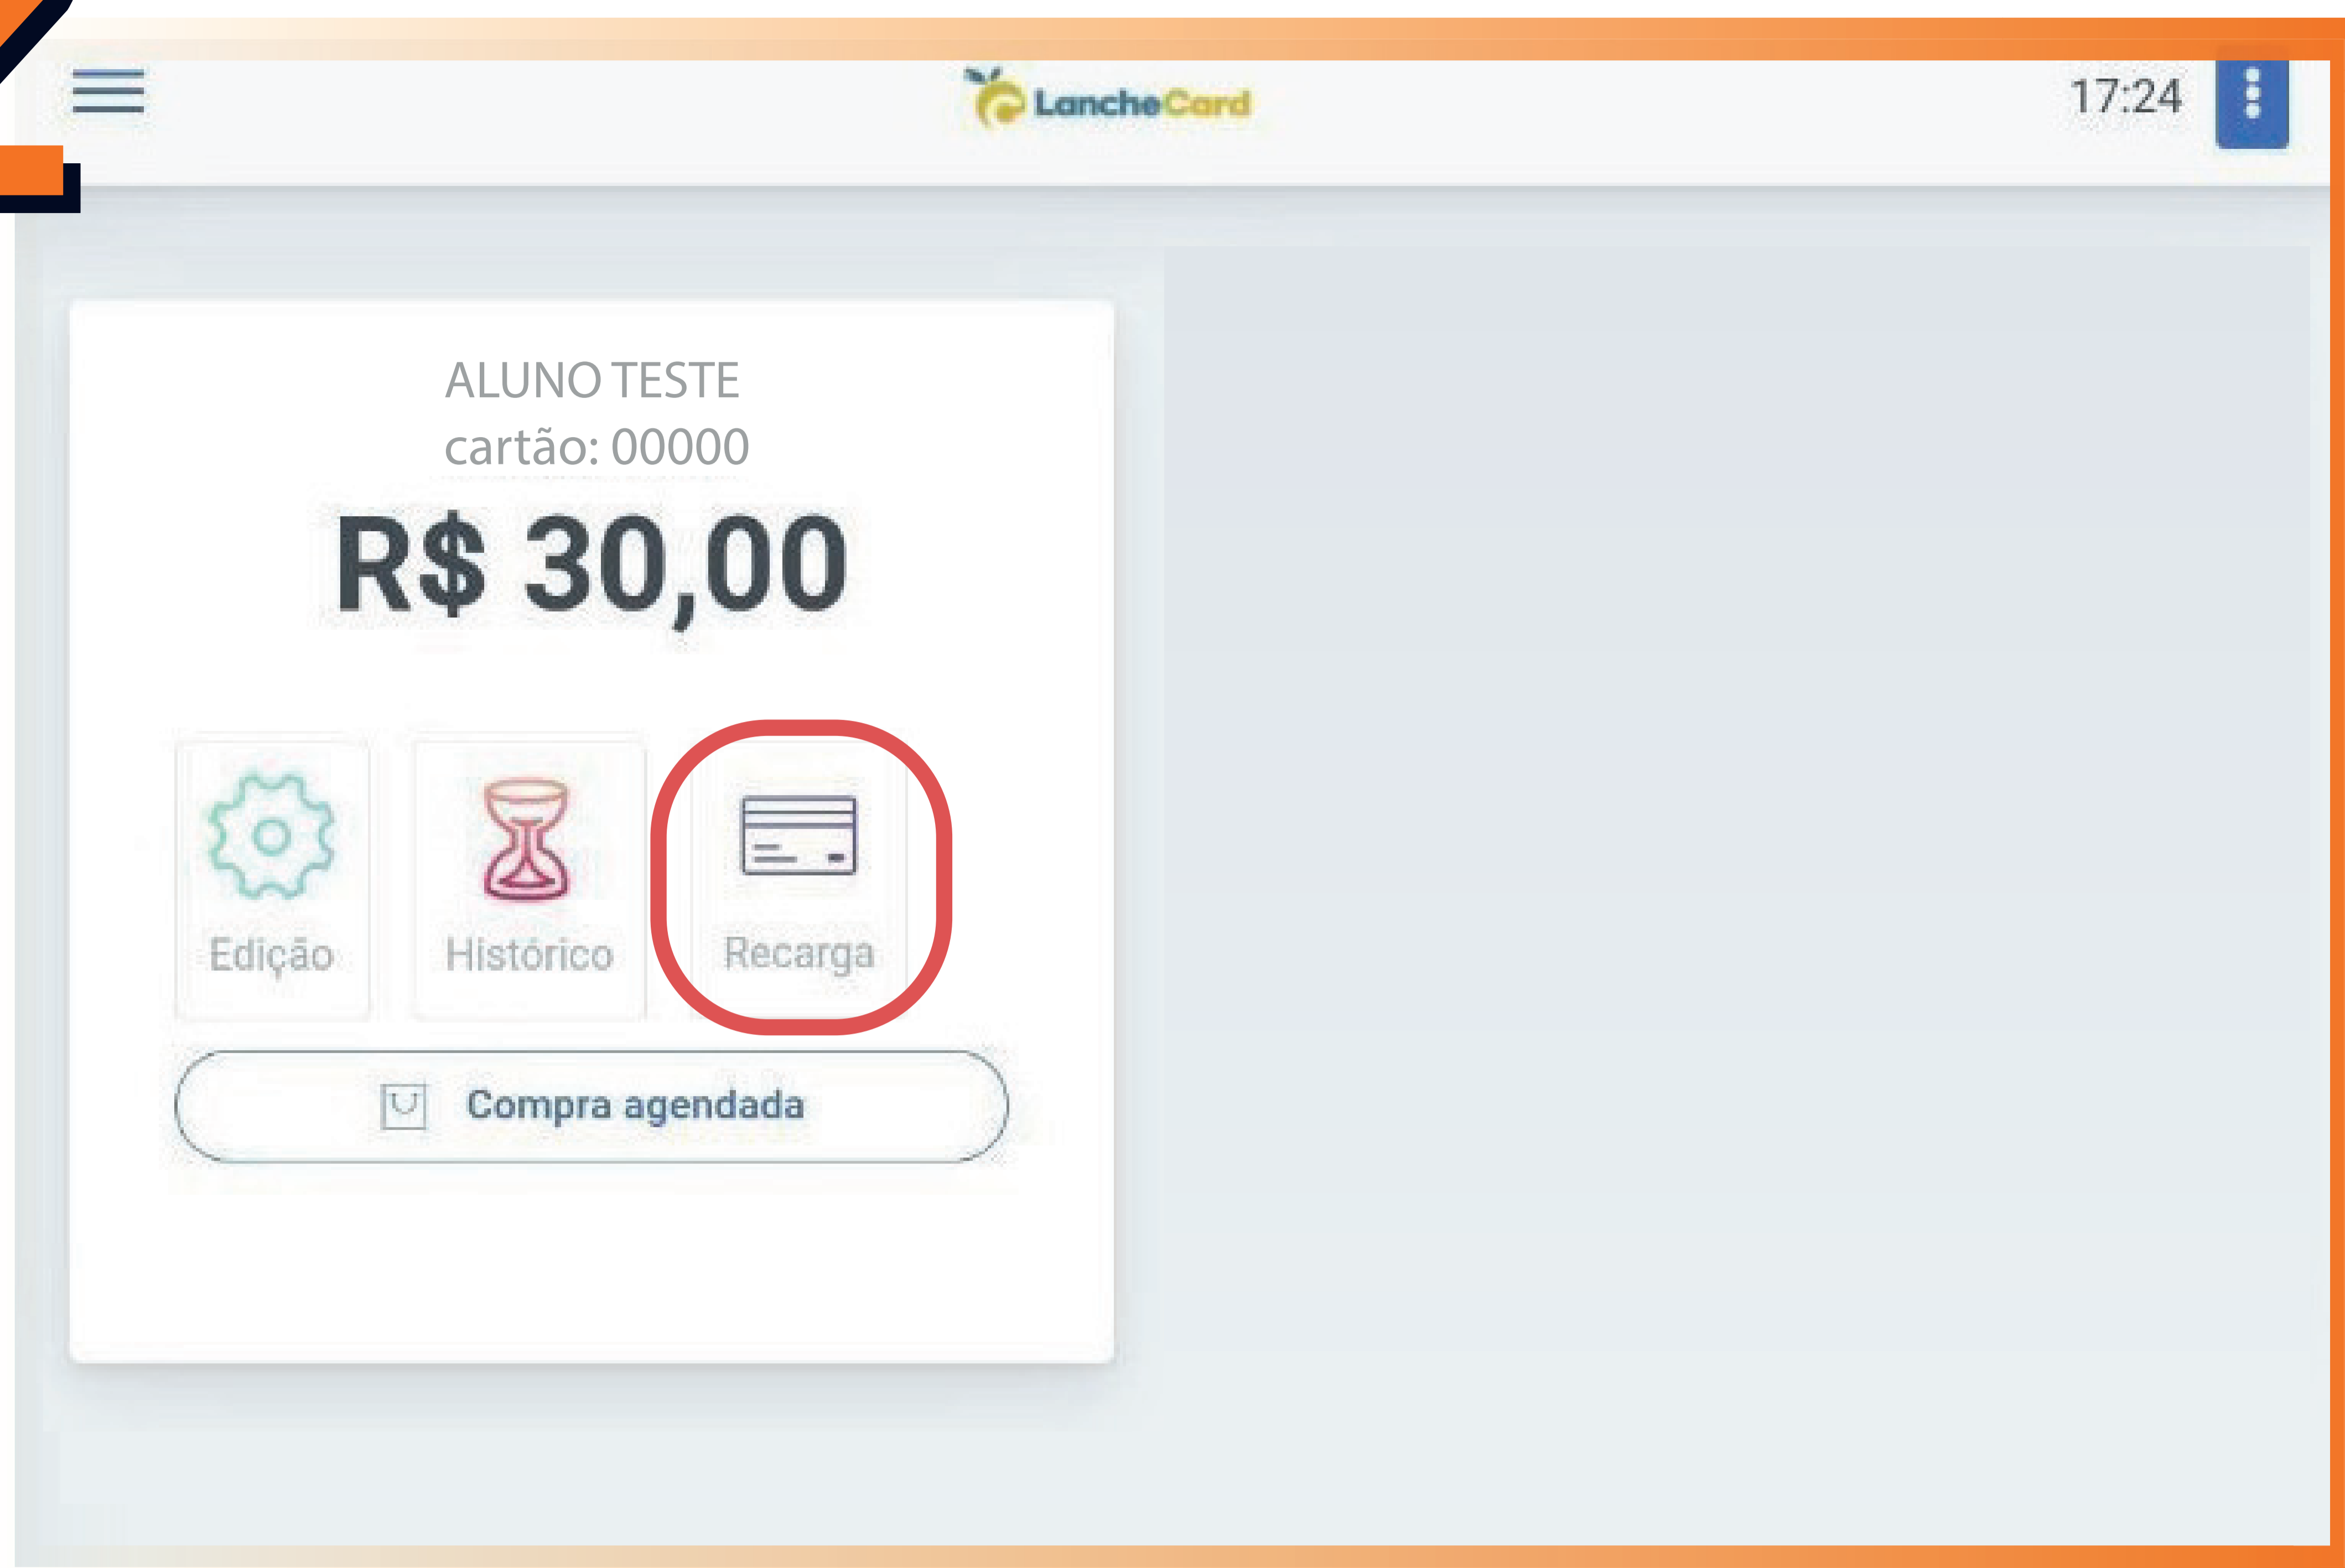 LancheCard
17:24
ALUNO TESTE
cartão: 00000
R$ 30,00
Edição
Histórico
Recarga
Compra agendada